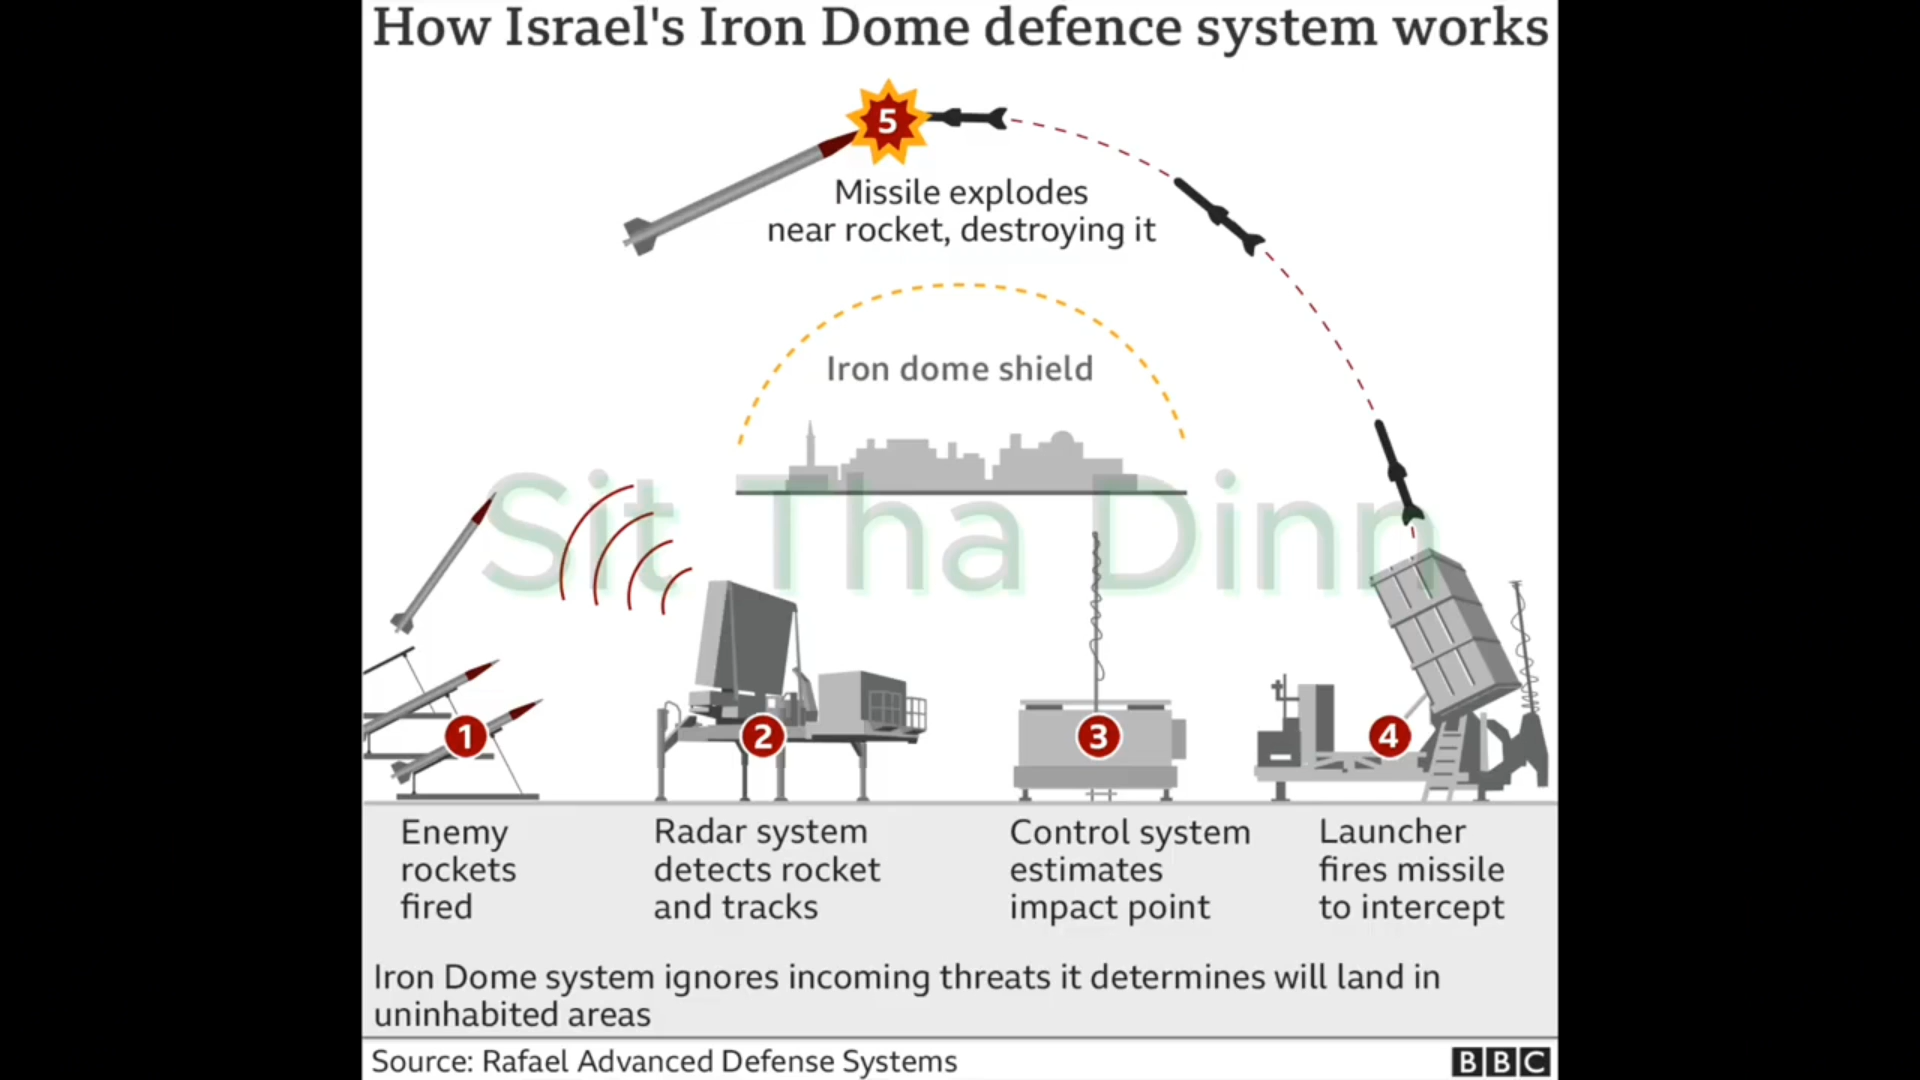 How Israel's Iron Dome defence system works
5
Missile explodes
near rocket, destroying it
Iron dome shield
Sit Tha Dinn
1
2
3
4
Enemy
rockets
fired
Radar system
detects rocket
and tracks
Control system
estimates
impact point
Launcher
fires missile
to intercept
Iron Dome system ignores incoming threats it determines will land in
uninhabited areas
Source: Rafael Advanced Defense Systems
BBC